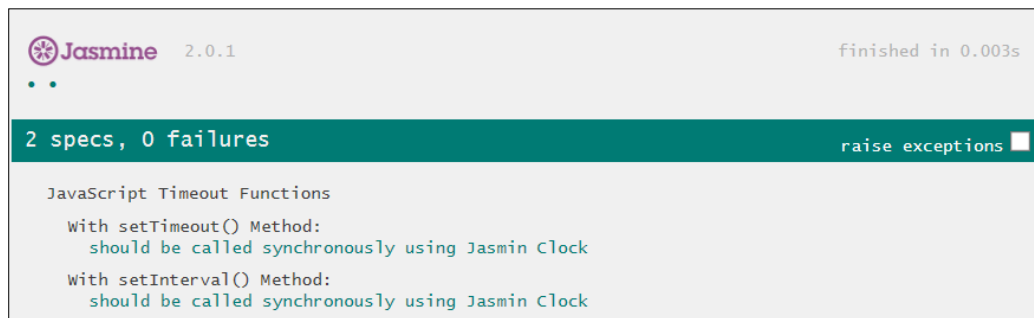 Jasmine 2.0.1 finished in 0.003s
• •
2 specs, 0 failures raise exceptions
JavaScript Timeout Functions
With setTimeout() Method:
should be called synchronously using Jasmin Clock
With setInterval() Method:
should be called synchronously using Jasmin Clock